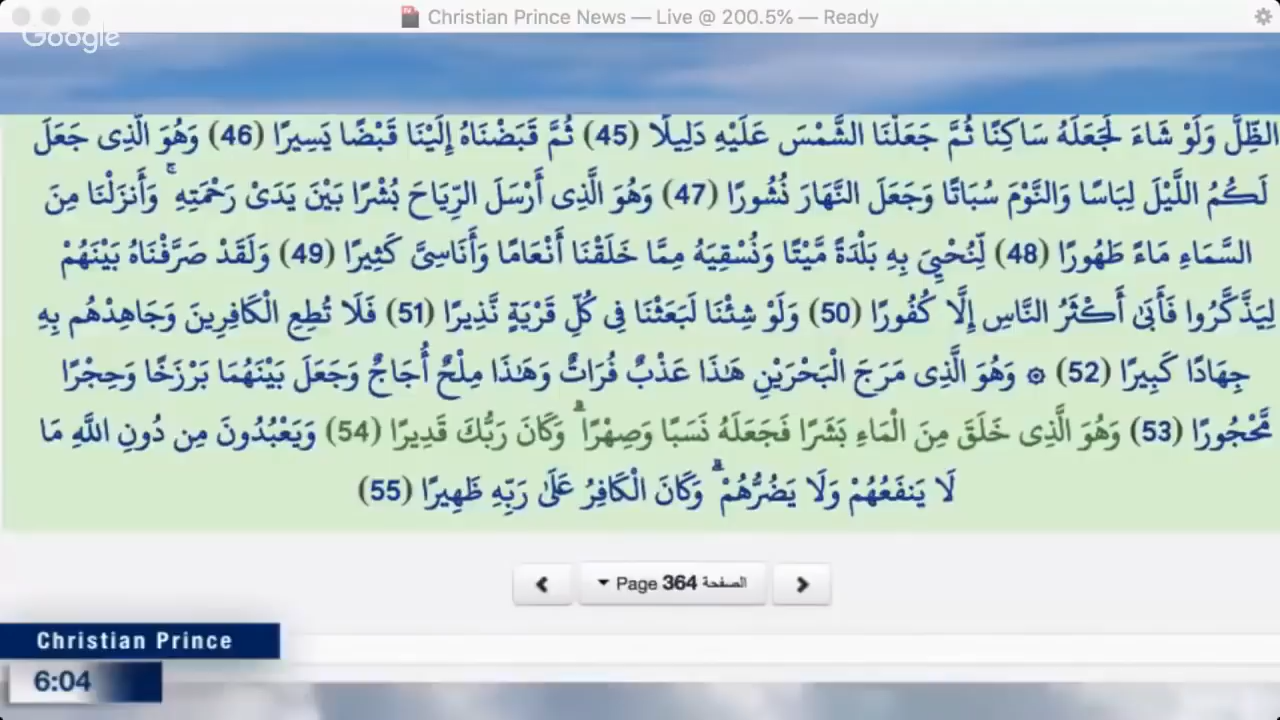 Christian Prince News — Live @ 200.5% — Ready
Google
الظِّلَّ وَلَوْ شَاءَ لَجَعَلَهُ سَاكِنًا ثُمَّ جَعَلْنَا الشَّمْسَ عَلَيْهِ دَلِيلًا (45) ثُمَّ قَبَضْنَاهُ إِلَيْنَا قَبْضًا يَسِيرًا (46) وَهُوَ الَّذِى جَعَلَ
لَكُمُ اللَّيْلَ لِبَاسًا وَالنَّوْمَ سُبَاتًا وَجَعَلَ النَّهَارَ نُشُورًا (47) وَهُوَ الَّذِى أَرْسَلَ الرِّيَاحَ بُشْرًا بَيْنَ يَدَىْ رَحْمَتِهِ ۚ وَأَنزَلْنَا مِنَ
السَّمَاءِ مَاءً طَهُورًا (48) لِّنُحْيِىَ بِهِ بَلْدَةً مَّيْتًا وَنُسْقِيَهُ مِمَّا خَلَقْنَا أَنْعَامًا وَأَنَاسِىَّ كَثِيرًا (49) وَلَقَدْ صَرَّفْنَاهُ بَيْنَهُمْ
لِيَذَّكَّرُوا فَأَبَىٰ أَكْثَرُ النَّاسِ إِلَّا كُفُورًا (50) وَلَوْ شِئْنَا لَبَعَثْنَا فِى كُلِّ قَرْيَةٍ نَّذِيرًا (51) فَلَا تُطِعِ الْكَافِرِينَ وَجَاهِدْهُم بِهِ
جِهَادًا كَبِيرًا (52) ۞ وَهُوَ الَّذِى مَرَجَ الْبَحْرَيْنِ هَٰذَا عَذْبٌ فُرَاتٌ وَهَٰذَا مِلْحٌ أُجَاجٌ وَجَعَلَ بَيْنَهُمَا بَرْزَخًا وَحِجْرًا
مَّحْجُورًا (53) وَهُوَ الَّذِى خَلَقَ مِنَ الْمَاءِ بَشَرًا فَجَعَلَهُ نَسَبًا وَصِهْرًا ۗ وَكَانَ رَبُّكَ قَدِيرًا (54) وَيَعْبُدُونَ مِن دُونِ اللَّهِ مَا
لَا يَنفَعُهُمْ وَلَا يَضُرُّهُمْ ۗ وَكَانَ الْكَافِرُ عَلَىٰ رَبِّهِ ظَهِيرًا (55)
Page 364 الصفحة
Christian Prince
6:04